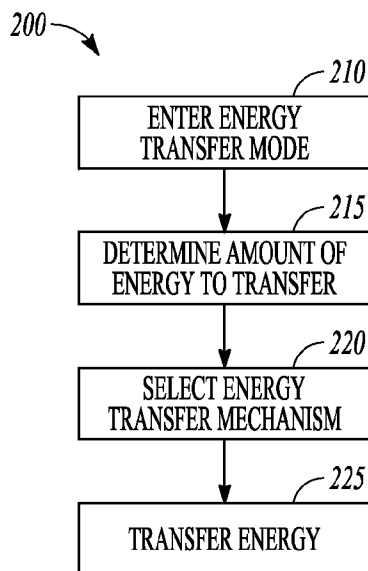 200
210
ENTER ENERGY
TRANSFER MODE
215
DETERMINE AMOUNT OF
ENERGY TO TRANSFER
220
SELECT ENERGY
TRANSFER MECHANISM
225
TRANSFER ENERGY